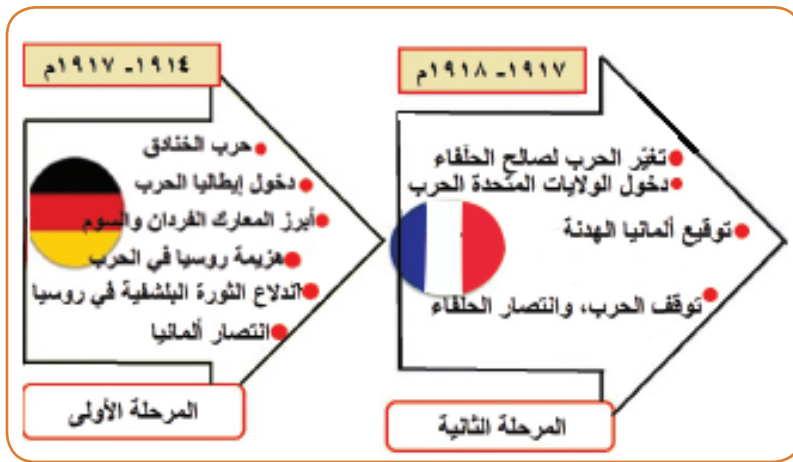 ١٩١٤- ١٩١٧م
حرب الخنادق
دخول إيطاليا الحرب
أبرز المعارك الفردان والسوم
هزيمة روسيا في الحرب
اندلاع الثورة البلشفية في روسيا
انتصار ألمانيا
المرحلة الأولى
١٩١٧- ١٩١٨م
تغيّر الحرب لصالح الحلفاء
دخول الولايات المتحدة الحرب
توقيع ألمانيا الهدنة
توقف الحرب، وانتصار الحلفاء
المرحلة الثانية